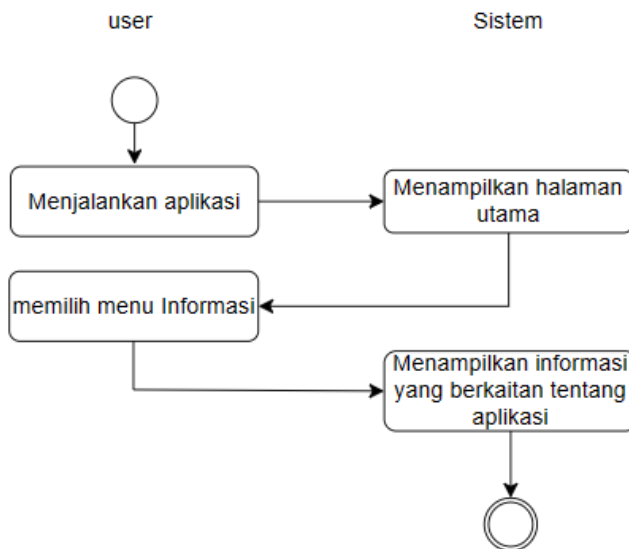 user
Sistem
Menjalankan aplikasi
Menampilkan halaman
utama
memilih menu Informasi
Menampilkan informasi
yang berkaitan tentang
aplikasi